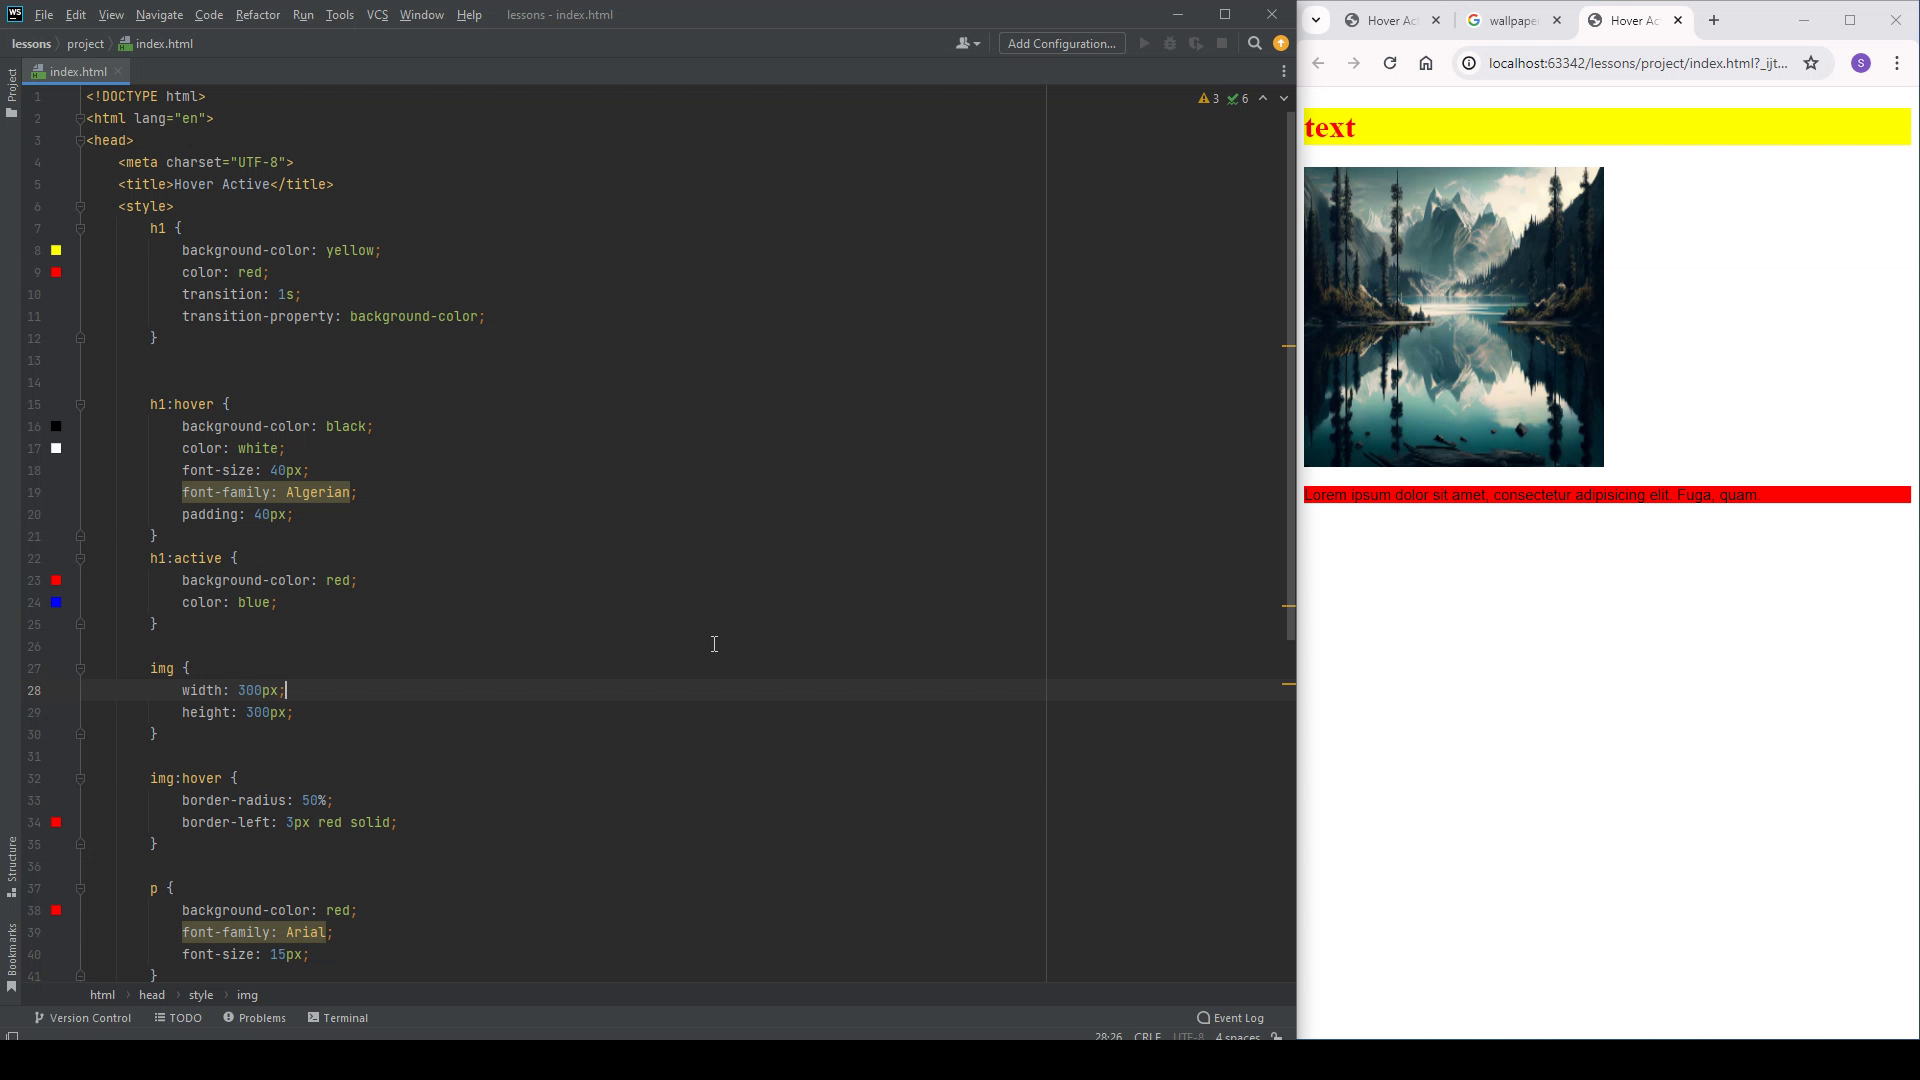 File Edit View Navigate Code Refactor Run Tools VCS Window Help lessons - index.html
WS
lessons project index.html
Add Configuration...
index.html
Project
3 6
1 <!DOCTYPE html>
2 <html lang="en">
3 <head>
4 <meta charset="UTF-8">
5 <title>Hover Active</title>
6 <style>
7 h1 {
8 background-color: yellow;
9 color: red;
10 transition: 1s;
11 transition-property: background-color;
12 }
13
14
15 h1:hover {
16 background-color: black;
17 color: white;
18 font-size: 40px;
19 font-family: Algerian;
20 padding: 40px;
21 }
22 h1:active {
23 background-color: red;
24 color: blue;
25 }
26
27 img {
28 width: 300px;
29 height: 300px;
30 }
31
32 img:hover {
33 border-radius: 50%;
34 border-left: 3px red solid;
35 }
36
37 p {
38 background-color: red;
39 font-family: Arial;
40 font-size: 15px;
41 }
Structure
Bookmarks
html head style img
Version Control TODO Problems Terminal Event Log
28:26 CRLF UTF-8 4 spaces
Hover Ac wallpape Hover Ac
localhost:63342/lessons/project/index.html?_ijt...
S
text
Lorem ipsum dolor sit amet, consectetur adipisicing elit. Fuga, quam.